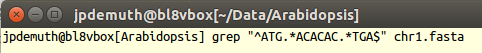 jpdemuth@bl8vbox[~/Data/Arabidopsis]
jpdemuth@bl8vbox[Arabidopsis] grep "^ATG.*ACACAC.*TGA$" chr1.fasta